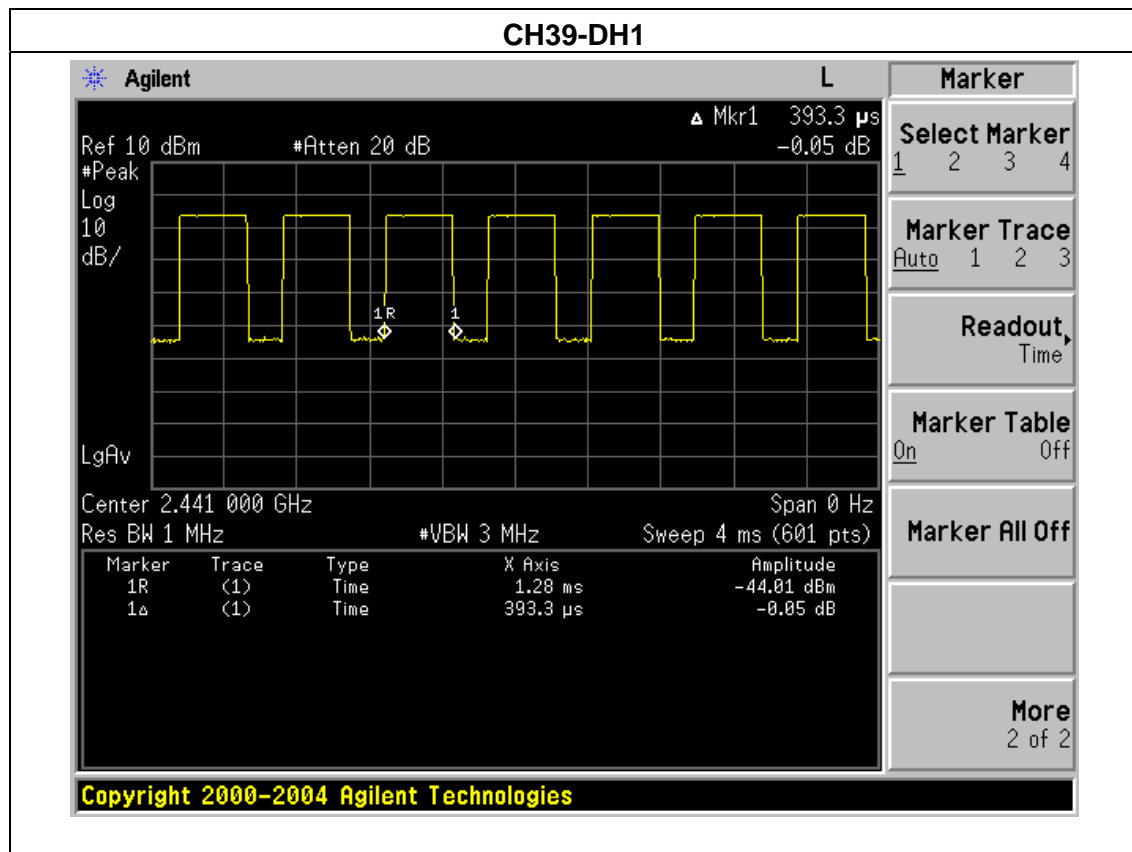 CH39-DH1
Agilent
L
Marker
Δ Mkr1 393.3 µs
Ref 10 dBm #Atten 20 dB -0.05 dB
#Peak
Log
10
dB/
1R
1
LgAv
Center 2.441 000 GHz Span 0 Hz
Res BW 1 MHz #VBW 3 MHz Sweep 4 ms (601 pts)
Marker Trace Type X Axis Amplitude
1R (1) Time 1.28 ms -44.01 dBm
1Δ (1) Time 393.3 µs -0.05 dB
Select Marker
1 2 3 4
Marker Trace
Auto 1 2 3
Readout
Time
Marker Table
On Off
Marker All Off
More
2 of 2
Copyright 2000-2004 Agilent Technologies